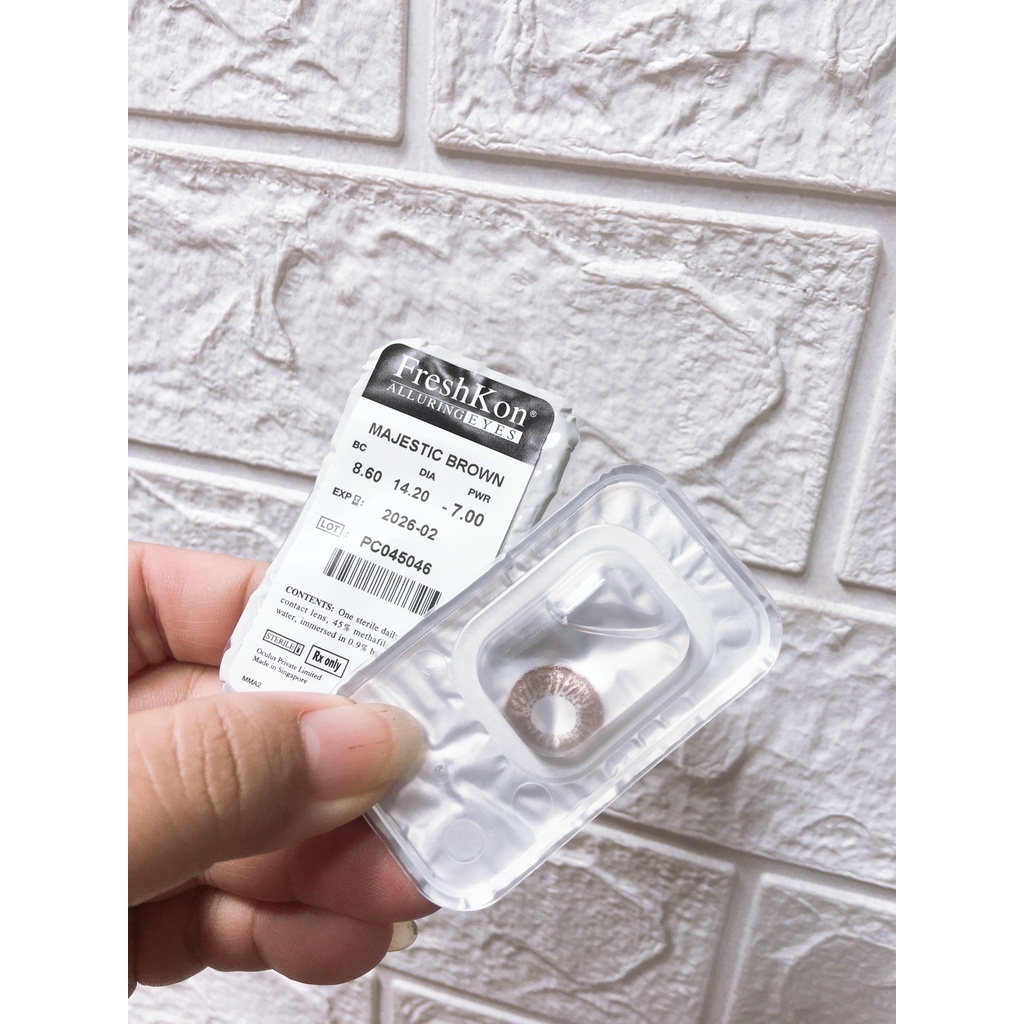 FreshKon®
ALLURING EYES
MAJESTIC BROWN
BC DIA PWR
8.60 14.20 - 7.00
EXP : 2026-02
LOT : PC045046
CONTENTS: One sterile
contact lens, 45%
water, immersed in 0.9%
STERILE Rx only
Oculus Private Limited
Made in Singapore
MMA2